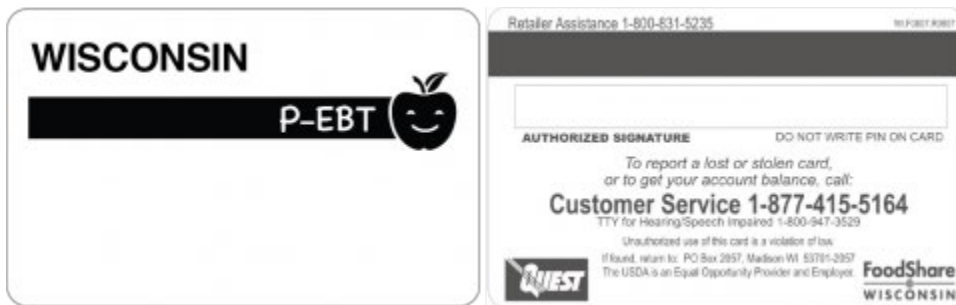 WISCONSIN
P-EBT
Retailer Assistance 1-800-831-5235
AUTHORIZED SIGNATURE DO NOT WRITE PIN ON CARD
To report a lost or stolen card,
or to get your account balance, call:
Customer Service 1-877-415-5164
TTY for Hearing/Speech Impaired 1-800-947-3529
Unauthorized use of this card is a violation of law.
If found, return to: PO Box 2057, Madison WI 53701-2057
The USDA is an Equal Opportunity Provider and Employer.
QUEST
FoodShare
WISCONSIN